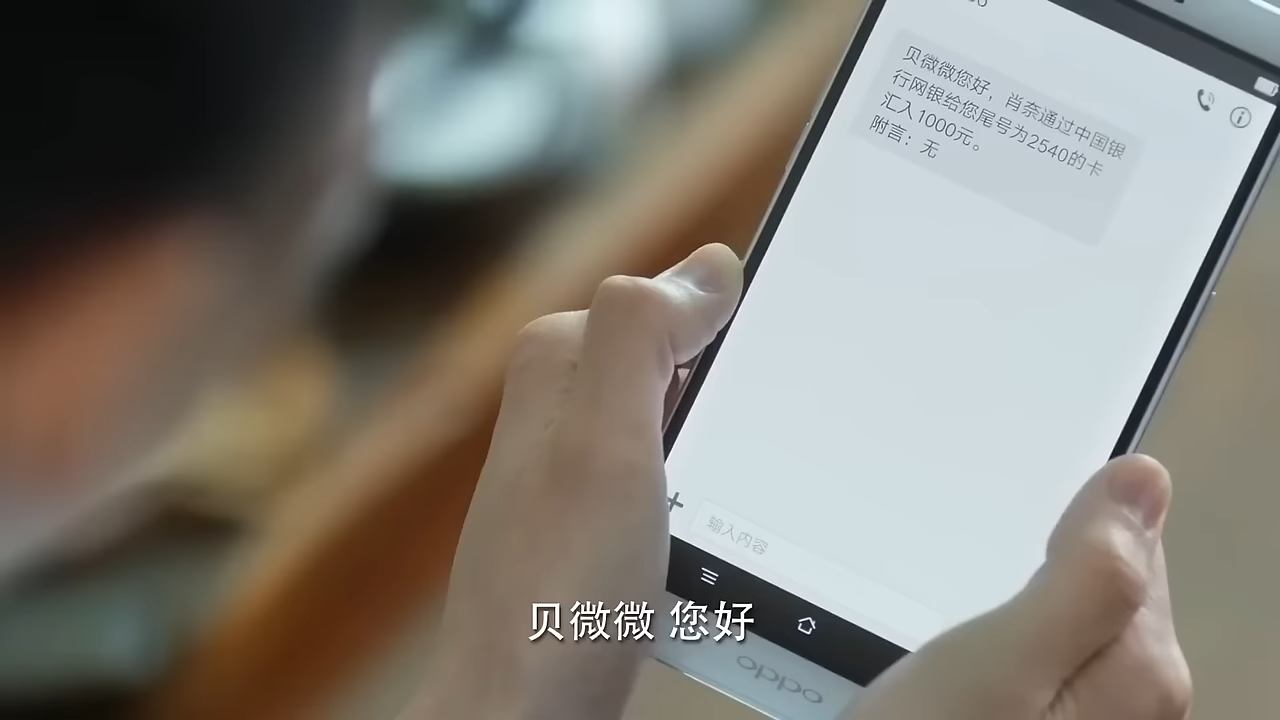 贝微微您好，肖奈通过中国银
行网银给您尾号为2540的卡
汇入1000元。
附言：无
输入内容
贝微微 您好
oppo